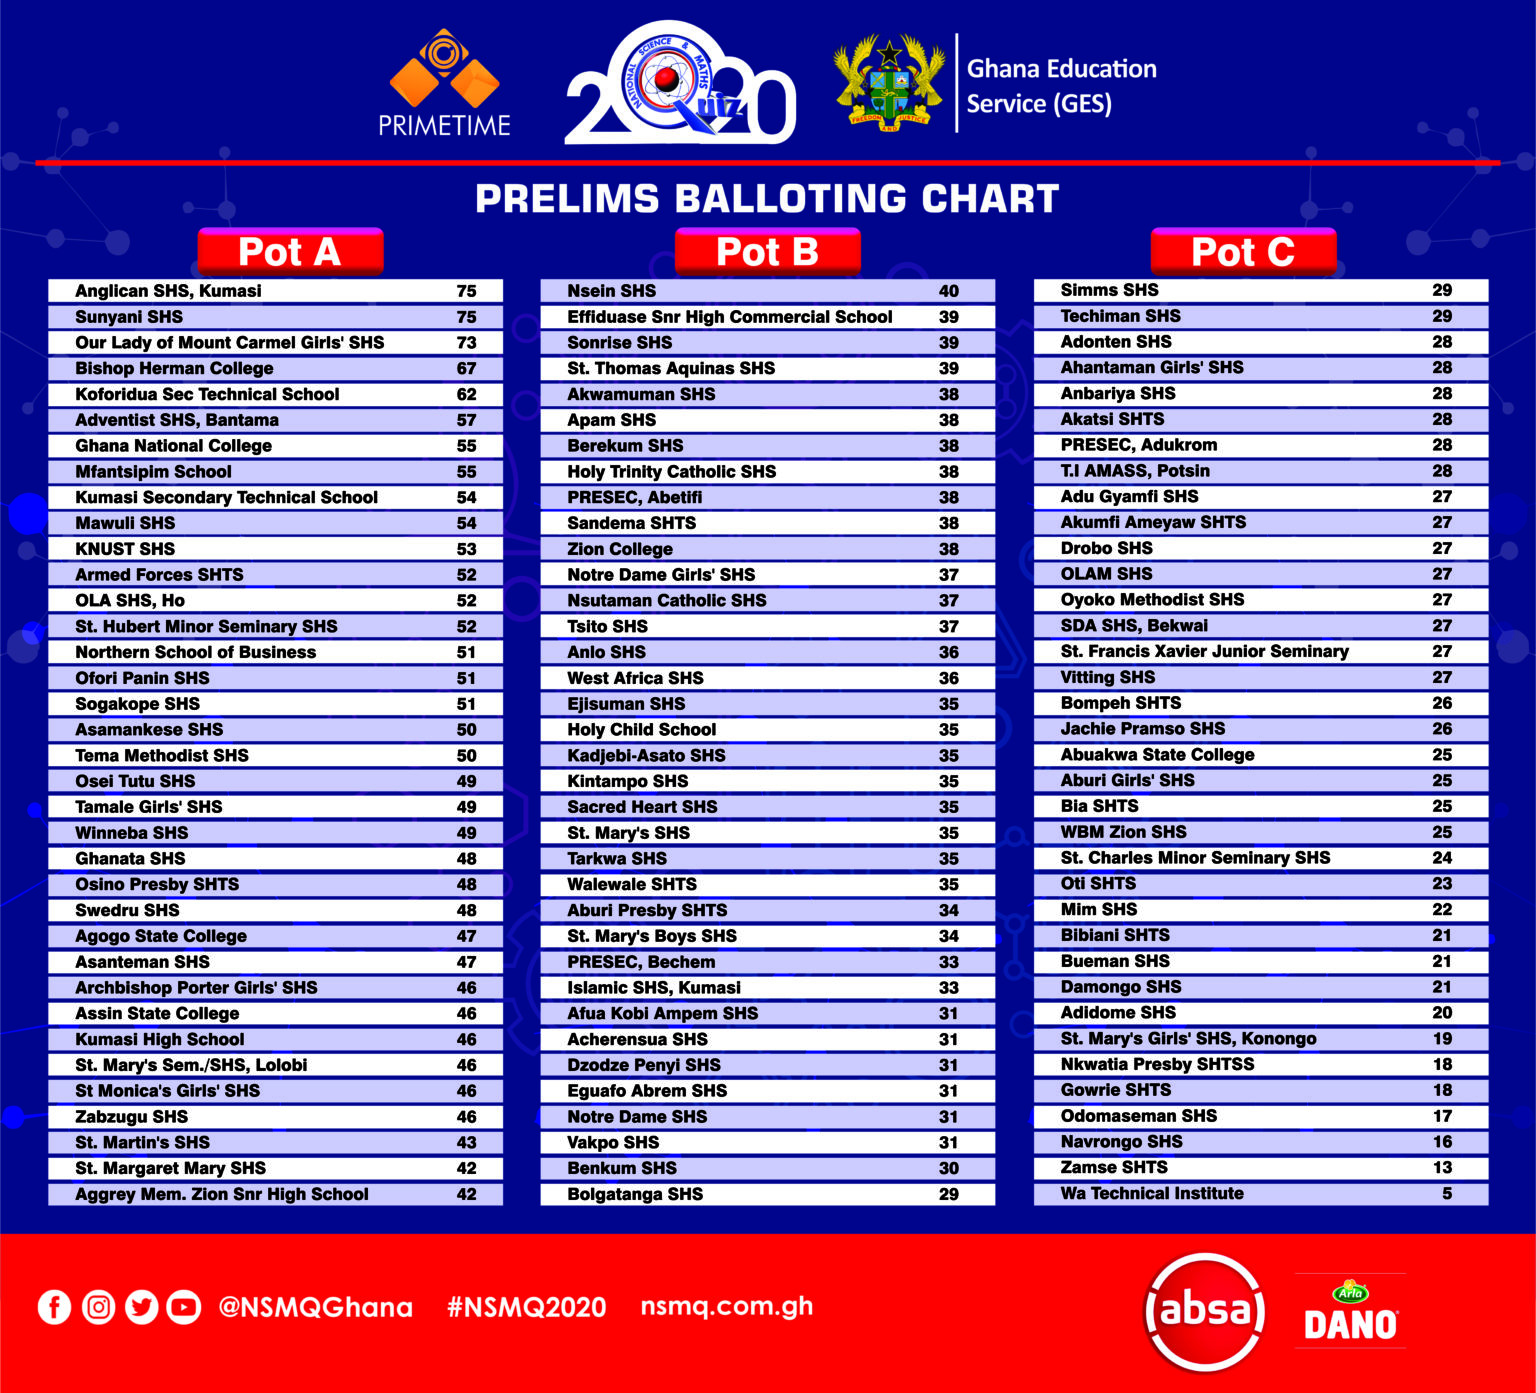 PRIMETIME
2020
NATIONAL SCIENCE & MATHS
Quiz
FREEDOM AND JUSTICE
Ghana Education
Service (GES)
PRELIMS BALLOTING CHART
Pot A
Anglican SHS, Kumasi 75
Sunyani SHS 75
Our Lady of Mount Carmel Girls' SHS 73
Bishop Herman College 67
Koforidua Sec Technical School 62
Adventist SHS, Bantama 57
Ghana National College 55
Mfantsipim School 55
Kumasi Secondary Technical School 54
Mawuli SHS 54
KNUST SHS 53
Armed Forces SHTS 52
OLA SHS, Ho 52
St. Hubert Minor Seminary SHS 52
Northern School of Business 51
Ofori Panin SHS 51
Sogakope SHS 51
Asamankese SHS 50
Tema Methodist SHS 50
Osei Tutu SHS 49
Tamale Girls' SHS 49
Winneba SHS 49
Ghanata SHS 48
Osino Presby SHTS 48
Swedru SHS 48
Agogo State College 47
Asanteman SHS 47
Archbishop Porter Girls' SHS 46
Assin State College 46
Kumasi High School 46
St. Mary's Sem./SHS, Lolobi 46
St Monica's Girls' SHS 46
Zabzugu SHS 46
St. Martin's SHS 43
St. Margaret Mary SHS 42
Aggrey Mem. Zion Snr High School 42
Pot B
Nsein SHS 40
Effiduase Snr High Commercial School 39
Sonrise SHS 39
St. Thomas Aquinas SHS 39
Akwamuman SHS 38
Apam SHS 38
Berekum SHS 38
Holy Trinity Catholic SHS 38
PRESEC, Abetifi 38
Sandema SHTS 38
Zion College 38
Notre Dame Girls' SHS 37
Nsutaman Catholic SHS 37
Tsito SHS 37
Anlo SHS 36
West Africa SHS 36
Ejisuman SHS 35
Holy Child School 35
Kadjebi-Asato SHS 35
Kintampo SHS 35
Sacred Heart SHS 35
St. Mary's SHS 35
Tarkwa SHS 35
Walewale SHTS 35
Aburi Presby SHTS 34
St. Mary's Boys SHS 34
PRESEC, Bechem 33
Islamic SHS, Kumasi 33
Afua Kobi Ampem SHS 31
Acherensua SHS 31
Dzodze Penyi SHS 31
Eguafo Abrem SHS 31
Notre Dame SHS 31
Vakpo SHS 31
Benkum SHS 30
Bolgatanga SHS 29
Pot C
Simms SHS 29
Techiman SHS 29
Adonten SHS 28
Ahantaman Girls' SHS 28
Anbariya SHS 28
Akatsi SHTS 28
PRESEC, Adukrom 28
T.I AMASS, Potsin 28
Adu Gyamfi SHS 27
Akumfi Ameyaw SHTS 27
Drobo SHS 27
OLAM SHS 27
Oyoko Methodist SHS 27
SDA SHS, Bekwai 27
St. Francis Xavier Junior Seminary 27
Vitting SHS 27
Bompeh SHTS 26
Jachie Pramso SHS 26
Abuakwa State College 25
Aburi Girls' SHS 25
Bia SHTS 25
WBM Zion SHS 25
St. Charles Minor Seminary SHS 24
Oti SHTS 23
Mim SHS 22
Bibiani SHTS 21
Bueman SHS 21
Damongo SHS 21
Adidome SHS 20
St. Mary's Girls' SHS, Konongo 19
Nkwatia Presby SHTSS 18
Gowrie SHTS 18
Odomaseman SHS 17
Navrongo SHS 16
Zamse SHTS 13
Wa Technical Institute 5
@NSMQGhana #NSMQ2020 nsmq.com.gh
absa
Arla
DANO